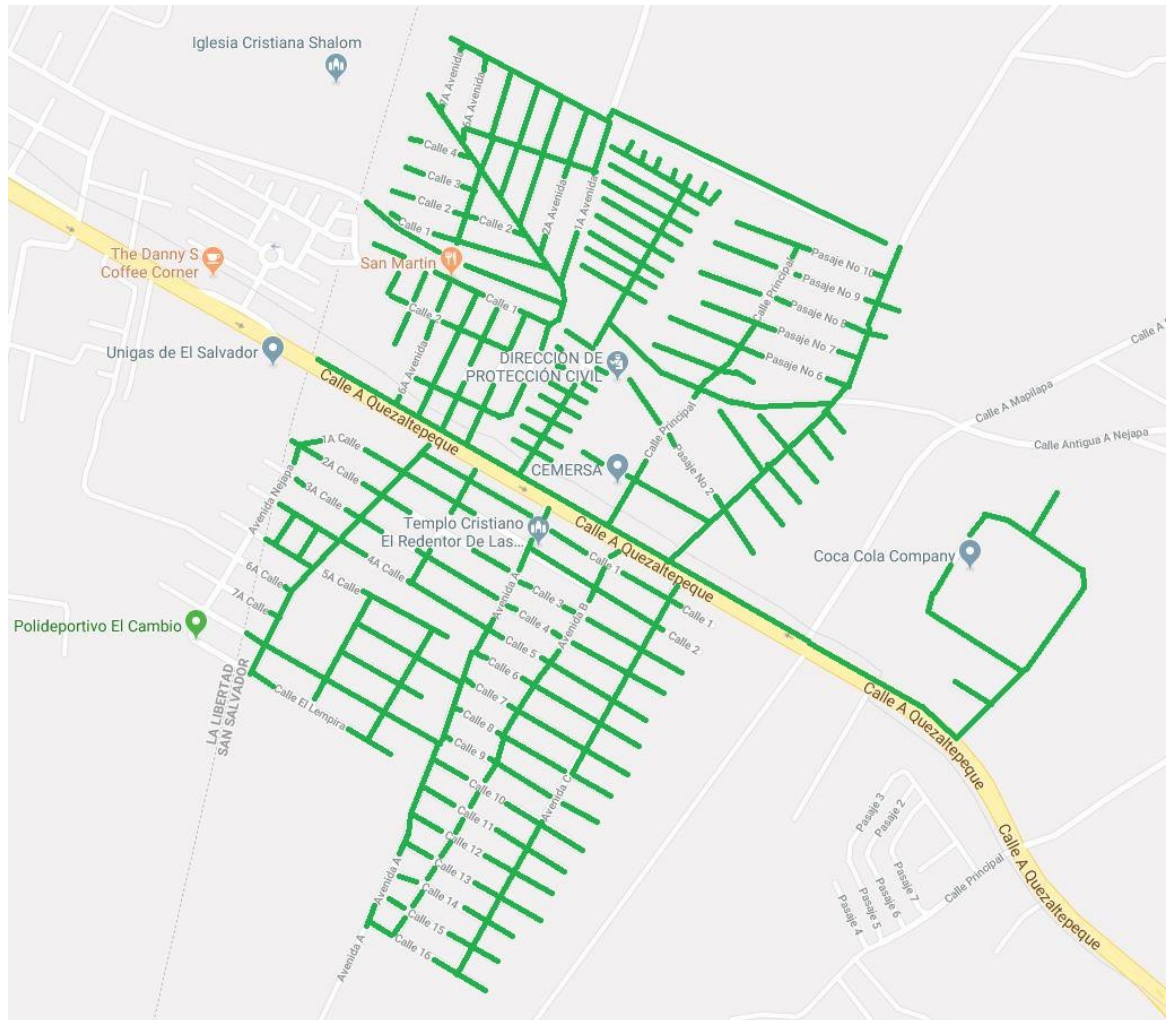 Iglesia Cristiana Shalom
7A Avenida
6A Avenida
Calle 4
Calle 3
Calle 2
Calle 2
Calle 1
2A Avenida
1A Avenida
The Danny S
Coffee Corner
San Martin
Pasaje No 10
Pasaje No 9
Pasaje No 8
Pasaje No 7
Pasaje No 6
Calle Principal
Calle 1
Calle 2
Unigas de El Salvador
6A Avenida
DIRECCIÓN DE
PROTECCIÓN CIVIL
Calle A Quezaltepeque
Calle Principal
Pasaje No 2
Calle A Mapilapa
Calle Antigua A Nejapa
CEMERSA
1A Calle
2A Calle
3A Calle
Avenida Nejapa
Templo Cristiano
El Redentor De Las...
Calle A Quezaltepeque
Coca Cola Company
4A Calle
5A Calle
6A Calle
7A Calle
Polideportivo El Cambio
Avenida A
Avenida B
Calle 1
Calle 1
Calle 2
Calle 3
Calle 4
Calle 5
Calle 6
Calle 7
Calle 8
Calle 9
Calle El Lempira
LA LIBERTAD
SAN SALVADOR
Calle A Quezaltepeque
Avenida C
Calle 10
Calle 11
Calle 12
Calle 13
Calle 14
Calle 15
Calle 16
Avenida A
Avenida A
Pasaje 3
Pasaje 2
Pasaje 7
Pasaje 6
Pasaje 5
Pasaje 4
Calle Principal
Calle A Quezaltepeque